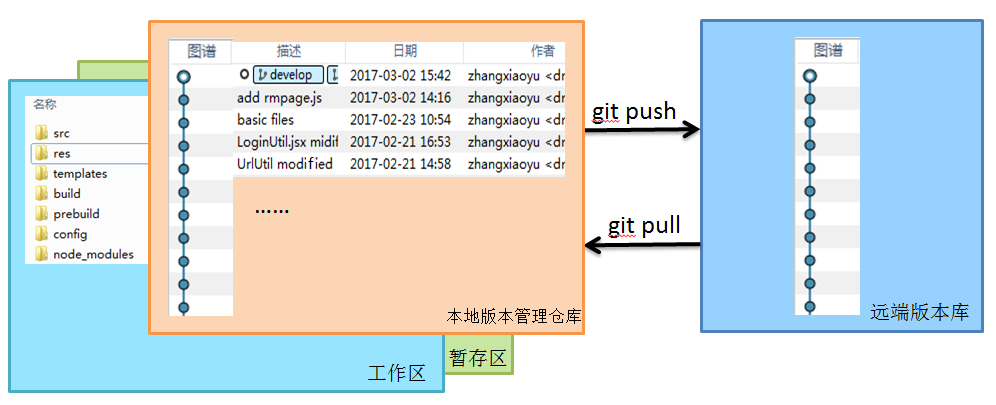 图谱 描述 日期 作者
develop 2017-03-02 15:42 zhangxiaoyu <dr
add rmpage.js 2017-03-02 14:16 zhangxiaoyu <dr
basic files 2017-02-23 10:54 zhangxiaoyu <dr
LoginUtil.jsx midif 2017-02-21 16:53 zhangxiaoyu <dr
UrlUtil modified 2017-02-21 14:58 zhangxiaoyu <dr
……
本地版本管理仓库
名称
src
res
templates
build
prebuild
config
node_modules
工作区
暂存区
git push
git pull
图谱
远端版本库